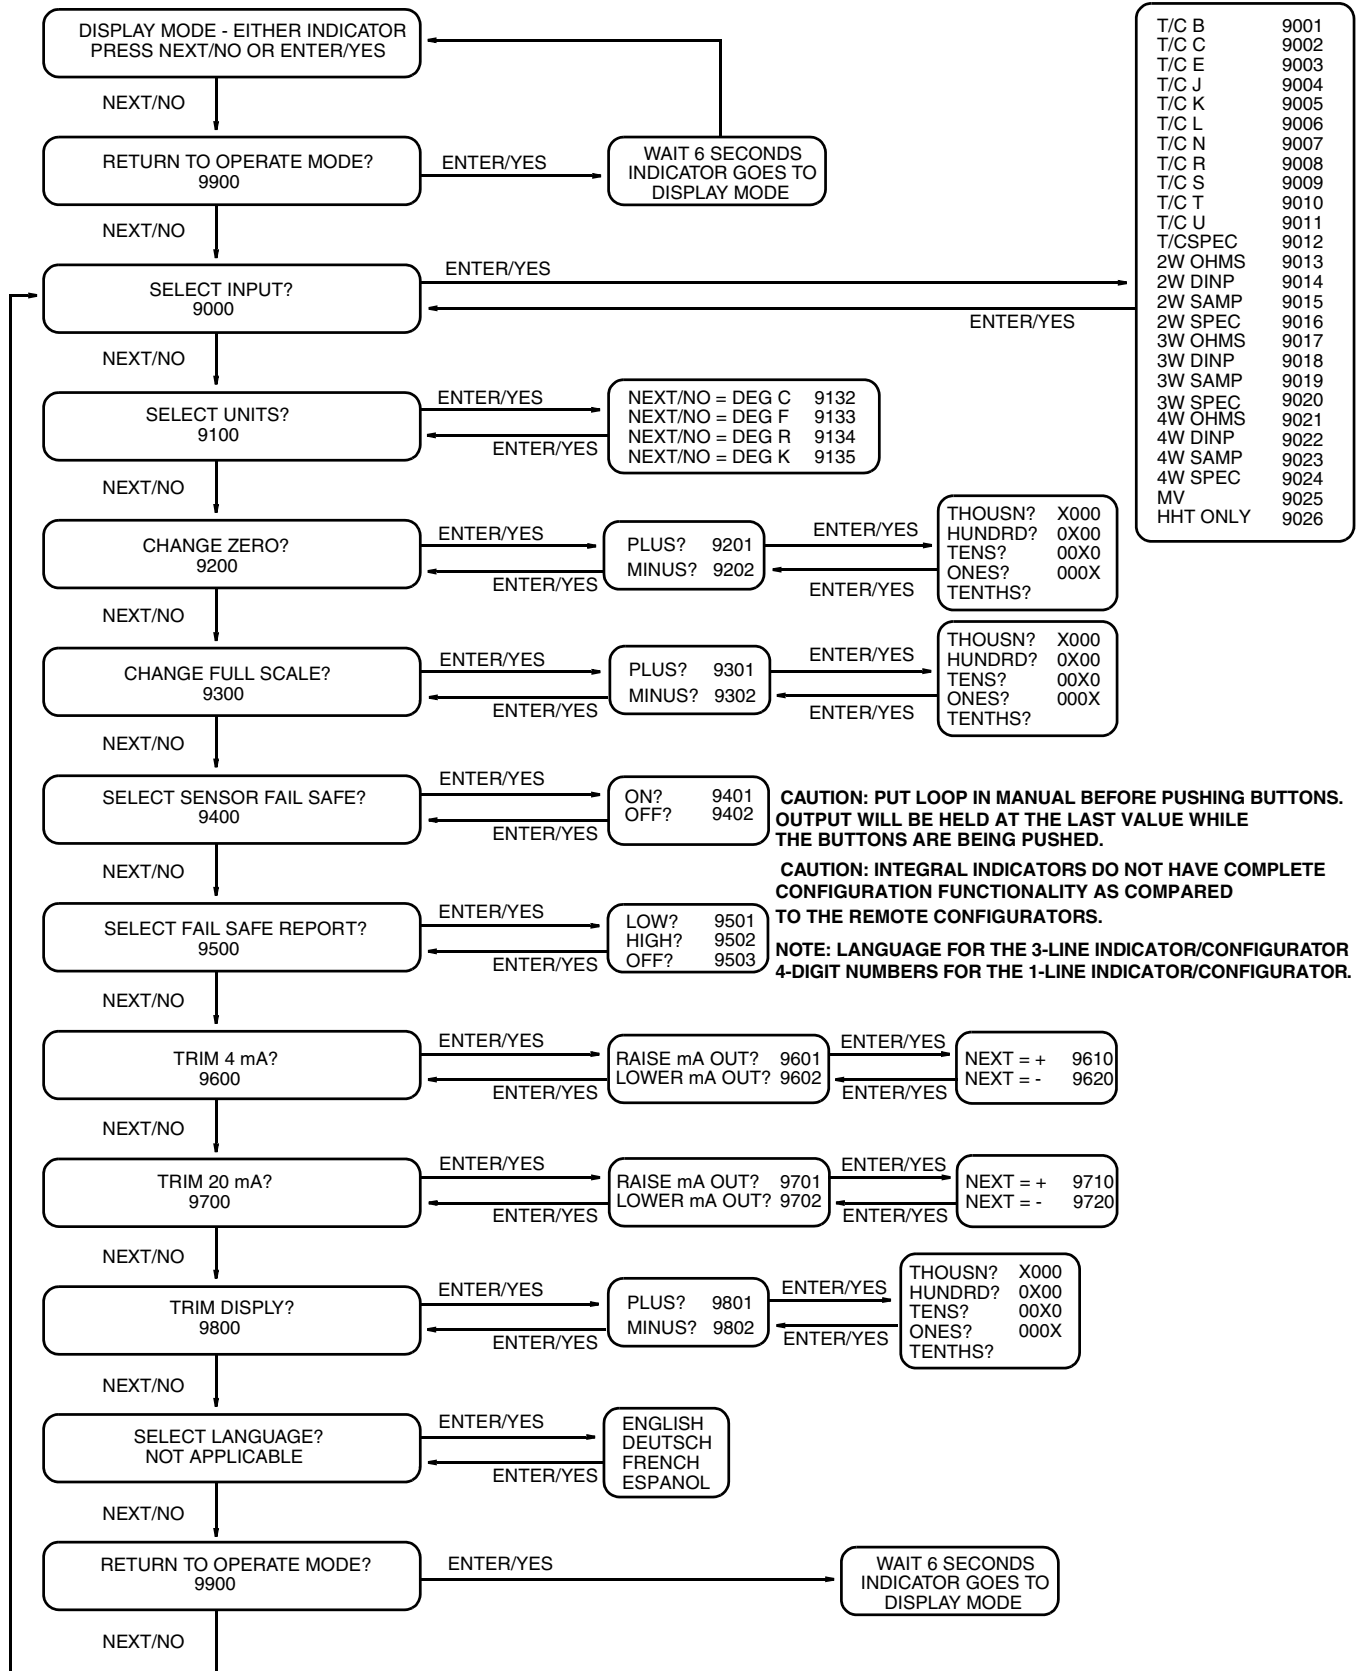 DISPLAY MODE - EITHER INDICATOR
PRESS NEXT/NO OR ENTER/YES
NEXT/NO
RETURN TO OPERATE MODE?
9900
ENTER/YES
WAIT 6 SECONDS
INDICATOR GOES TO
DISPLAY MODE
NEXT/NO
SELECT INPUT?
9000
ENTER/YES
ENTER/YES
T/C B 9001
T/C C 9002
T/C E 9003
T/C J 9004
T/C K 9005
T/C L 9006
T/C N 9007
T/C R 9008
T/C S 9009
T/C T 9010
T/C U 9011
T/CSPEC 9012
2W OHMS 9013
2W DINP 9014
2W SAMP 9015
2W SPEC 9016
3W OHMS 9017
3W DINP 9018
3W SAMP 9019
3W SPEC 9020
4W OHMS 9021
4W DINP 9022
4W SAMP 9023
4W SPEC 9024
MV 9025
HHT ONLY 9026
NEXT/NO
SELECT UNITS?
9100
ENTER/YES
ENTER/YES
NEXT/NO = DEG C 9132
NEXT/NO = DEG F 9133
NEXT/NO = DEG R 9134
NEXT/NO = DEG K 9135
NEXT/NO
CHANGE ZERO?
9200
ENTER/YES
ENTER/YES
PLUS? 9201
MINUS? 9202
ENTER/YES
ENTER/YES
THOUSN? X000
HUNDRD? 0X00
TENS? 00X0
ONES? 000X
TENTHS?
NEXT/NO
CHANGE FULL SCALE?
9300
ENTER/YES
ENTER/YES
PLUS? 9301
MINUS? 9302
ENTER/YES
ENTER/YES
THOUSN? X000
HUNDRD? 0X00
TENS? 00X0
ONES? 000X
TENTHS?
NEXT/NO
SELECT SENSOR FAIL SAFE?
9400
ENTER/YES
ENTER/YES
ON? 9401
OFF? 9402
CAUTION: PUT LOOP IN MANUAL BEFORE PUSHING BUTTONS.
OUTPUT WILL BE HELD AT THE LAST VALUE WHILE
THE BUTTONS ARE BEING PUSHED.
CAUTION: INTEGRAL INDICATORS DO NOT HAVE COMPLETE
CONFIGURATION FUNCTIONALITY AS COMPARED
TO THE REMOTE CONFIGURATORS.
NOTE: LANGUAGE FOR THE 3-LINE INDICATOR/CONFIGURATOR
4-DIGIT NUMBERS FOR THE 1-LINE INDICATOR/CONFIGURATOR.
NEXT/NO
SELECT FAIL SAFE REPORT?
9500
ENTER/YES
ENTER/YES
LOW? 9501
HIGH? 9502
OFF? 9503
NEXT/NO
TRIM 4 mA?
9600
ENTER/YES
ENTER/YES
RAISE mA OUT? 9601
LOWER mA OUT? 9602
ENTER/YES
ENTER/YES
NEXT = + 9610
NEXT = - 9620
NEXT/NO
TRIM 20 mA?
9700
ENTER/YES
ENTER/YES
RAISE mA OUT? 9701
LOWER mA OUT? 9702
ENTER/YES
ENTER/YES
NEXT = + 9710
NEXT = - 9720
NEXT/NO
TRIM DISPLY?
9800
ENTER/YES
ENTER/YES
PLUS? 9801
MINUS? 9802
ENTER/YES
ENTER/YES
THOUSN? X000
HUNDRD? 0X00
TENS? 00X0
ONES? 000X
TENTHS?
NEXT/NO
SELECT LANGUAGE?
NOT APPLICABLE
ENTER/YES
ENTER/YES
ENGLISH
DEUTSCH
FRENCH
ESPANOL
NEXT/NO
RETURN TO OPERATE MODE?
9900
ENTER/YES
WAIT 6 SECONDS
INDICATOR GOES TO
DISPLAY MODE
NEXT/NO